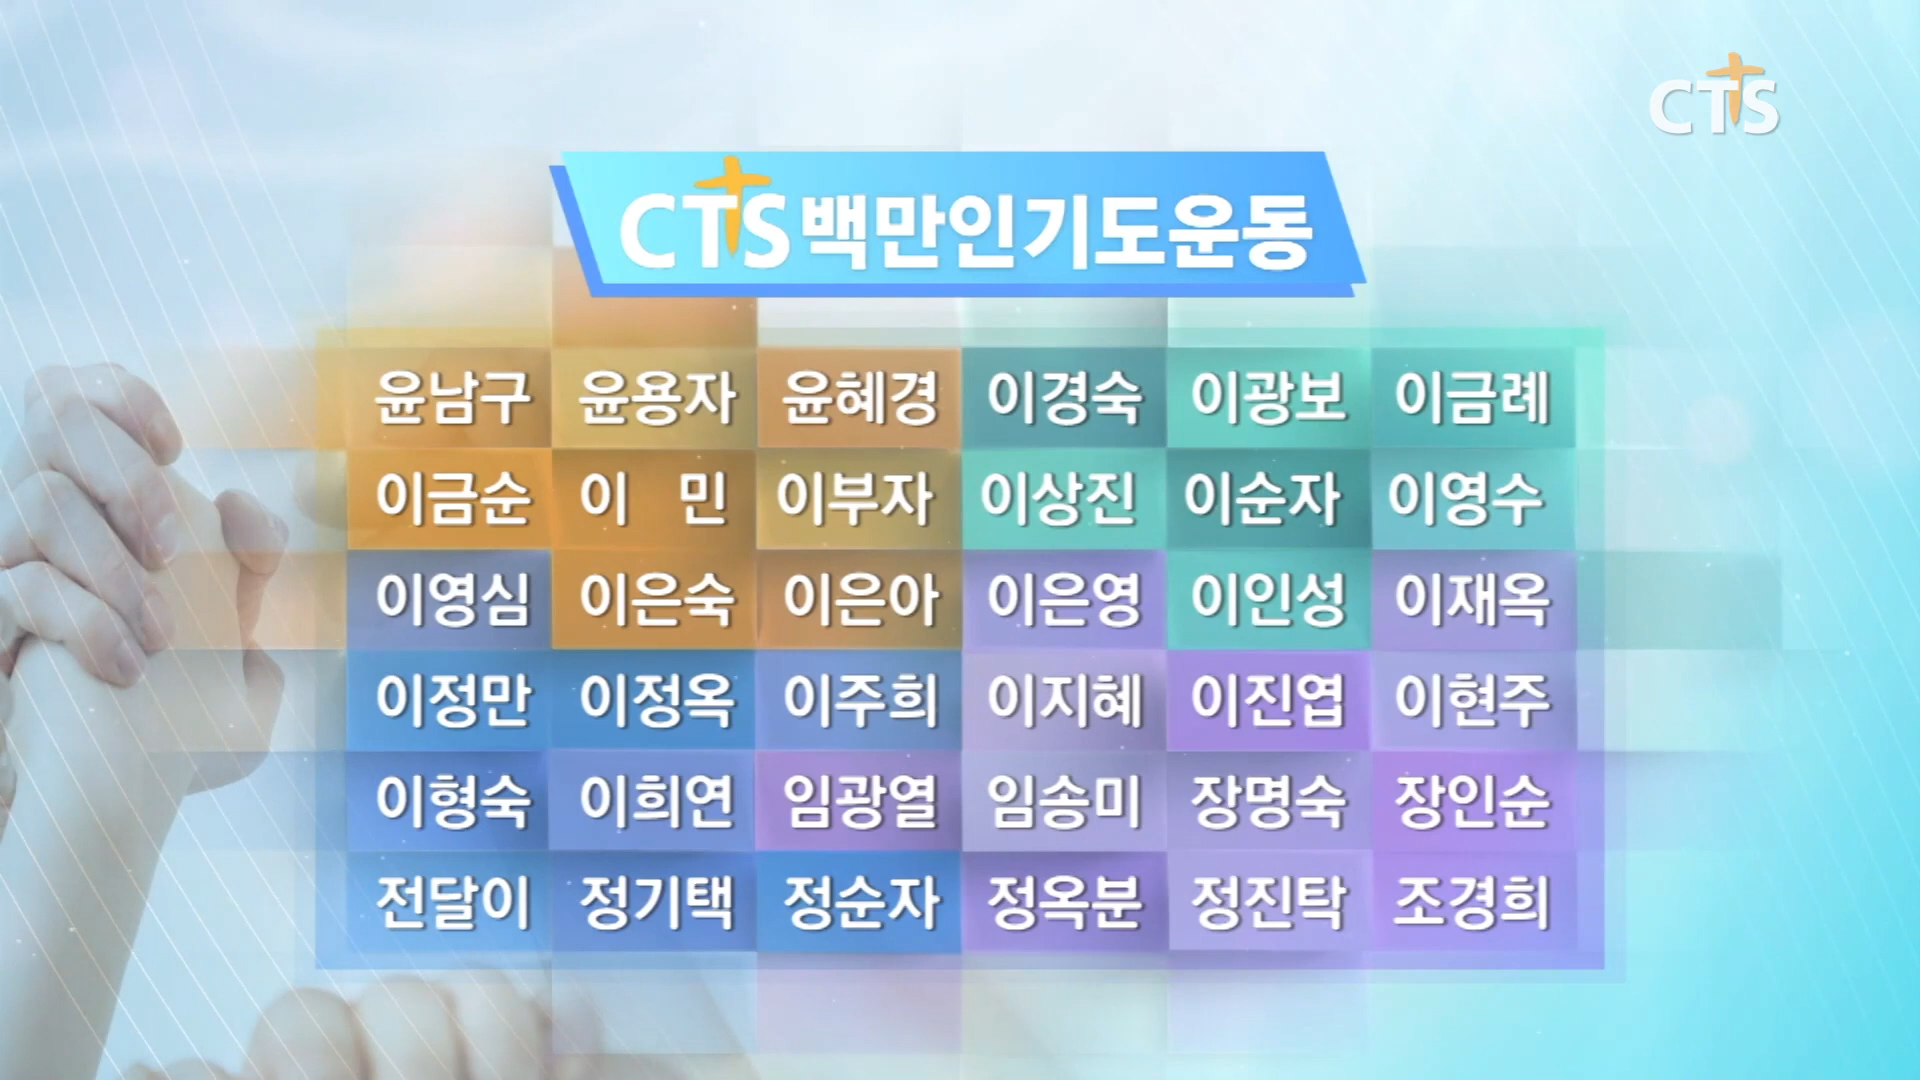 CTS
CTS백만인기도운동
윤남구 윤용자 윤혜경 이경숙 이광보 이금례
이금순 이 민 이부자 이상진 이순자 이영수
이영심 이은숙 이은아 이은영 이인성 이재옥
이정만 이정옥 이주희 이지혜 이진엽 이현주
이형숙 이희연 임광열 임송미 장명숙 장인순
전달이 정기택 정순자 정옥분 정진탁 조경희